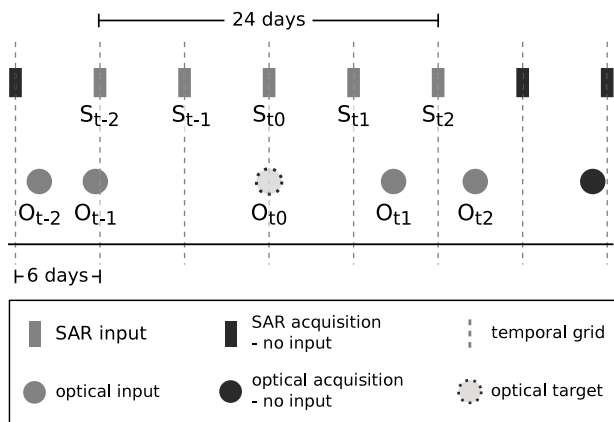 24 days
St-2 St-1 St0 St1 St2
Ot-2 Ot-1 Ot0 Ot1 Ot2
6 days
SAR input
SAR acquisition
- no input
temporal grid
optical input
optical acquisition
- no input
optical target